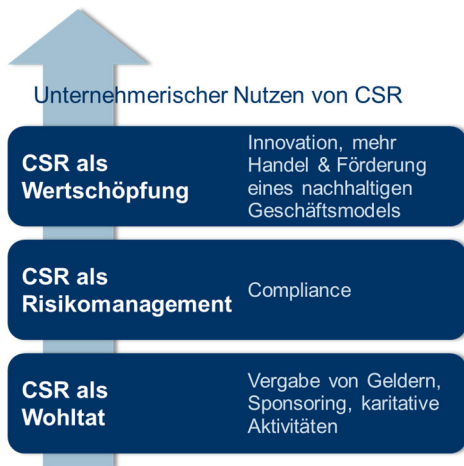 Unternehmerischer Nutzen von CSR
CSR als
Wertschöpfung
Innovation, mehr
Handel & Förderung
eines nachhaltigen
Geschäftsmodels
CSR als
Risikomanagement
Compliance
CSR als
Wohltat
Vergabe von Geldern,
Sponsoring, karitative
Aktivitäten